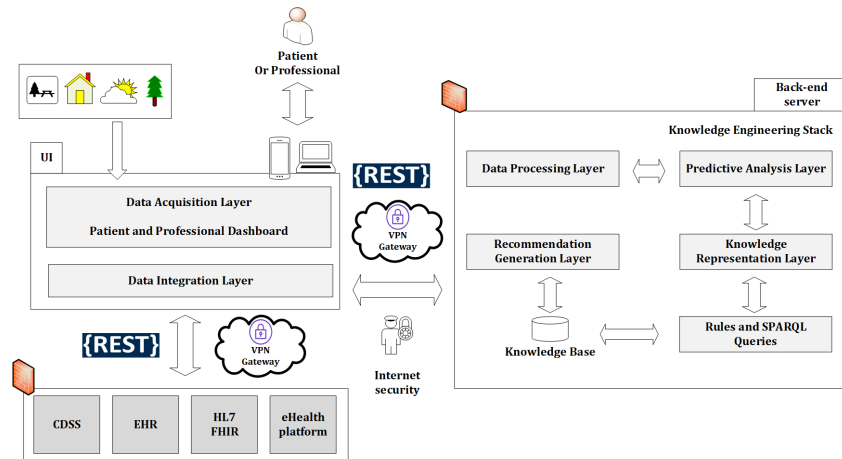 Patient
Or Professional
UI
Data Acquisition Layer
Patient and Professional Dashboard
Data Integration Layer
{REST}
VPN
Gateway
Internet
security
{REST}
VPN
Gateway
CDSS
EHR
HL7
FHIR
eHealth
platform
Back-end
server
Knowledge Engineering Stack
Data Processing Layer
Predictive Analysis Layer
Recommendation
Generation Layer
Knowledge
Representation Layer
Knowledge Base
Rules and SPARQL
Queries